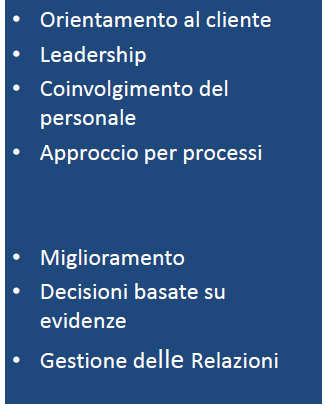 • Orientamento al cliente
• Leadership
• Coinvolgimento del
personale
• Approccio per processi
• Miglioramento
• Decisioni basate su
evidenze
• Gestione delle Relazioni